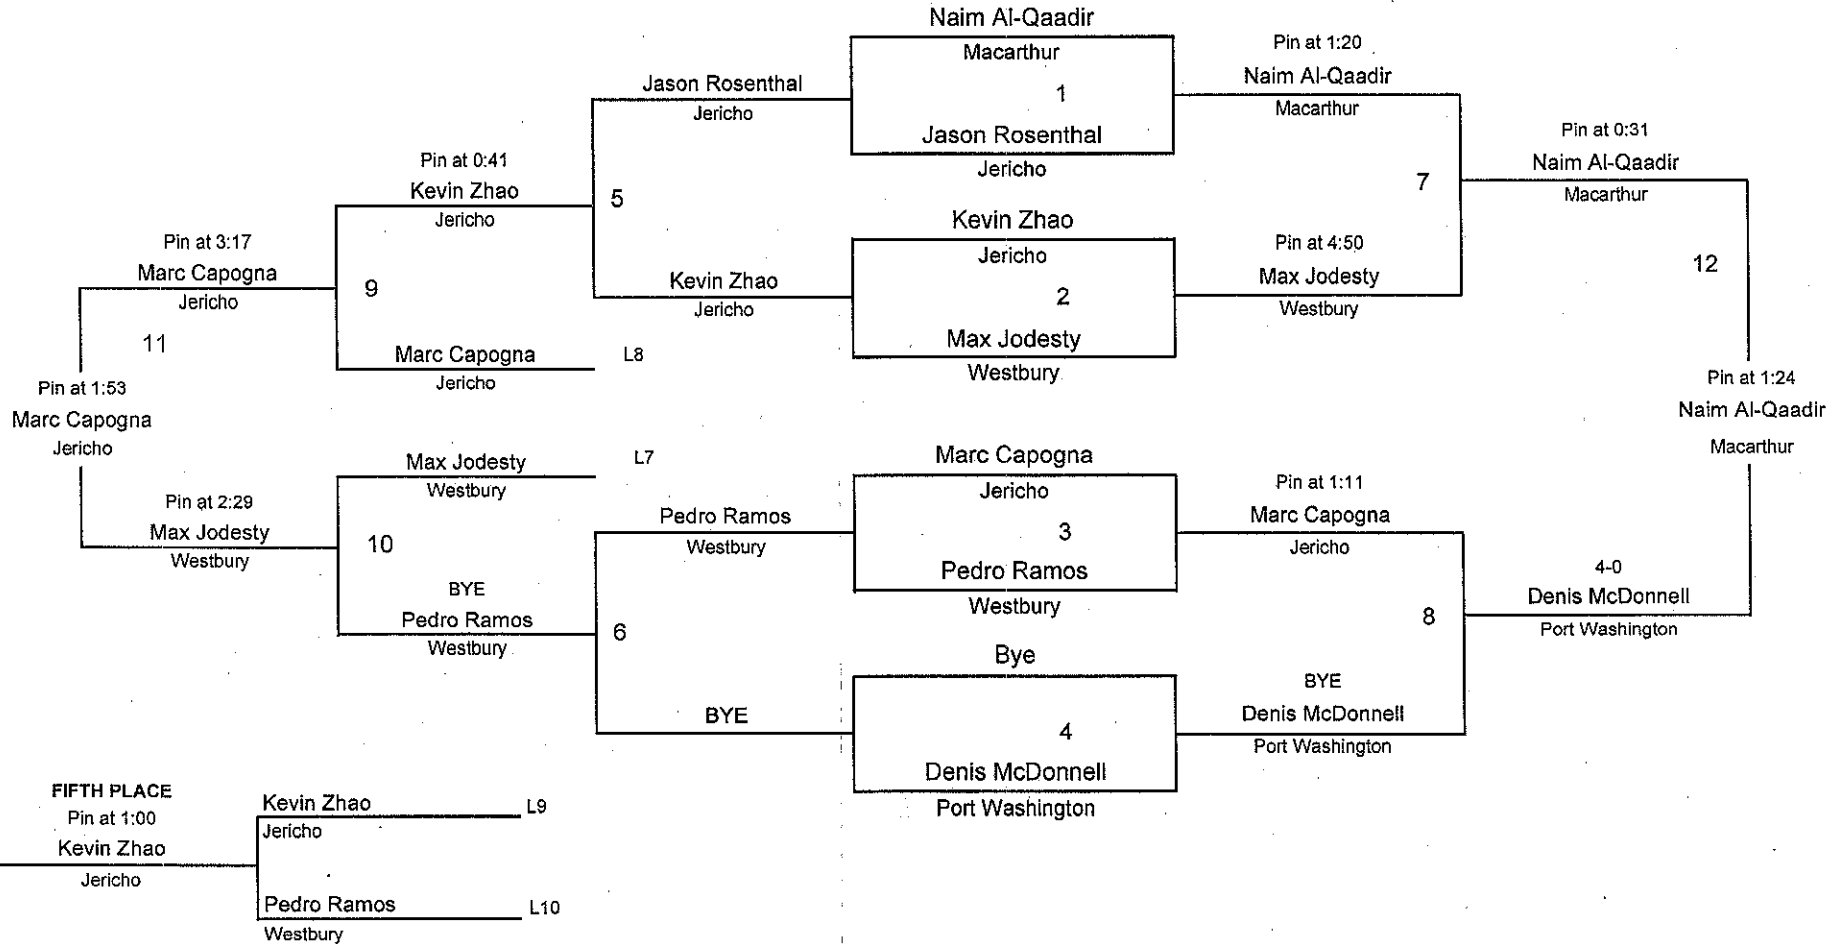 Naim Al-Qaadir
Macarthur
1
Jason Rosenthal
Jericho
Kevin Zhao
Jericho
2
Max Jodesty
Westbury
Marc Capogna
Jericho
3
Pedro Ramos
Westbury
Bye
4
Denis McDonnell
Port Washington
Pin at 1:20
Naim Al-Qaadir
Macarthur
7
Pin at 4:50
Max Jodesty
Westbury
Pin at 1:11
Marc Capogna
Jericho
8
BYE
Denis McDonnell
Port Washington
Pin at 0:31
Naim Al-Qaadir
Macarthur
12
4-0
Denis McDonnell
Port Washington
Pin at 1:24
Naim Al-Qaadir
Macarthur
Jason Rosenthal
Jericho
5
Kevin Zhao
Jericho
Pedro Ramos
Westbury
6
BYE
Pin at 0:41
Kevin Zhao
Jericho
9
Marc Capogna
L8
Jericho
Max Jodesty
L7
Westbury
10
BYE
Pedro Ramos
Westbury
Pin at 3:17
Marc Capogna
Jericho
11
Pin at 2:29
Max Jodesty
Westbury
Pin at 1:53
Marc Capogna
Jericho
FIFTH PLACE
Pin at 1:00
Kevin Zhao
Jericho
Kevin Zhao
L9
Jericho
Pedro Ramos
L10
Westbury